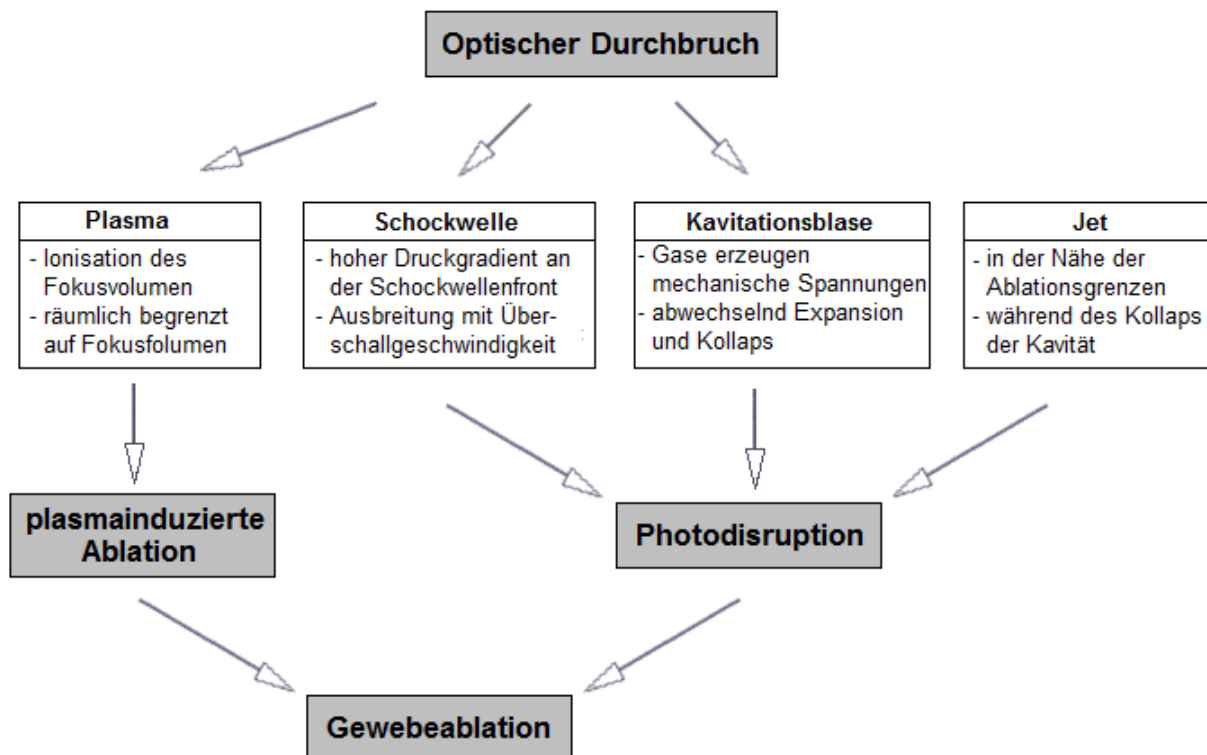 Optischer Durchbruch
Plasma
- Ionisation des
Fokusvolumen
- räumlich begrenzt
auf Fokusfolumen
Schockwelle
- hoher Druckgradient an
der Schockwellenfront
- Ausbreitung mit Über-
schallgeschwindigkeit
Kavitationsblase
- Gase erzeugen
mechanische Spannungen
- abwechselnd Expansion
und Kollaps
Jet
- in der Nähe der
Ablationsgrenzen
- während des Kollaps
der Kavität
plasmainduzierte
Ablation
Photodisruption
Gewebeablation